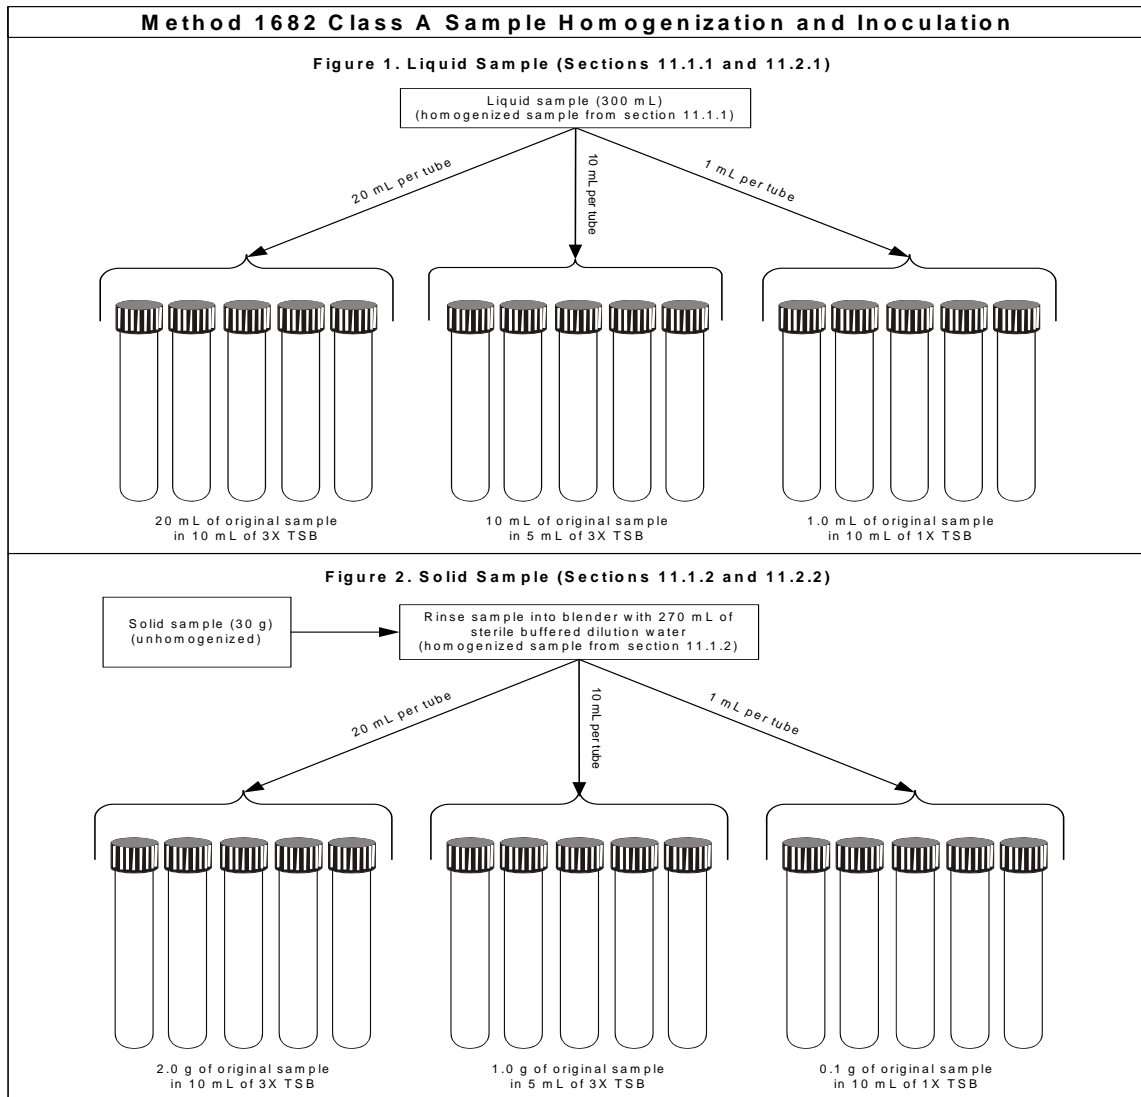 Method 1682 Class A Sample Homogenization and Inoculation
Figure 1. Liquid Sample (Sections 11.1.1 and 11.2.1)
Liquid sample (300 mL)
(homogenized sample from section 11.1.1)
20 mL per tube
10 mL per tube
1 mL per tube
20 mL of original sample
in 10 mL of 3X TSB
10 mL of original sample
in 5 mL of 3X TSB
1.0 mL of original sample
in 10 mL of 1X TSB
Figure 2. Solid Sample (Sections 11.1.2 and 11.2.2)
Solid sample (30 g)
(unhomogenized)
Rinse sample into blender with 270 mL of
sterile buffered dilution water
(homogenized sample from section 11.1.2)
20 mL per tube
10 mL per tube
1 mL per tube
2.0 g of original sample
in 10 mL of 3X TSB
1.0 g of original sample
in 5 mL of 3X TSB
0.1 g of original sample
in 10 mL of 1X TSB